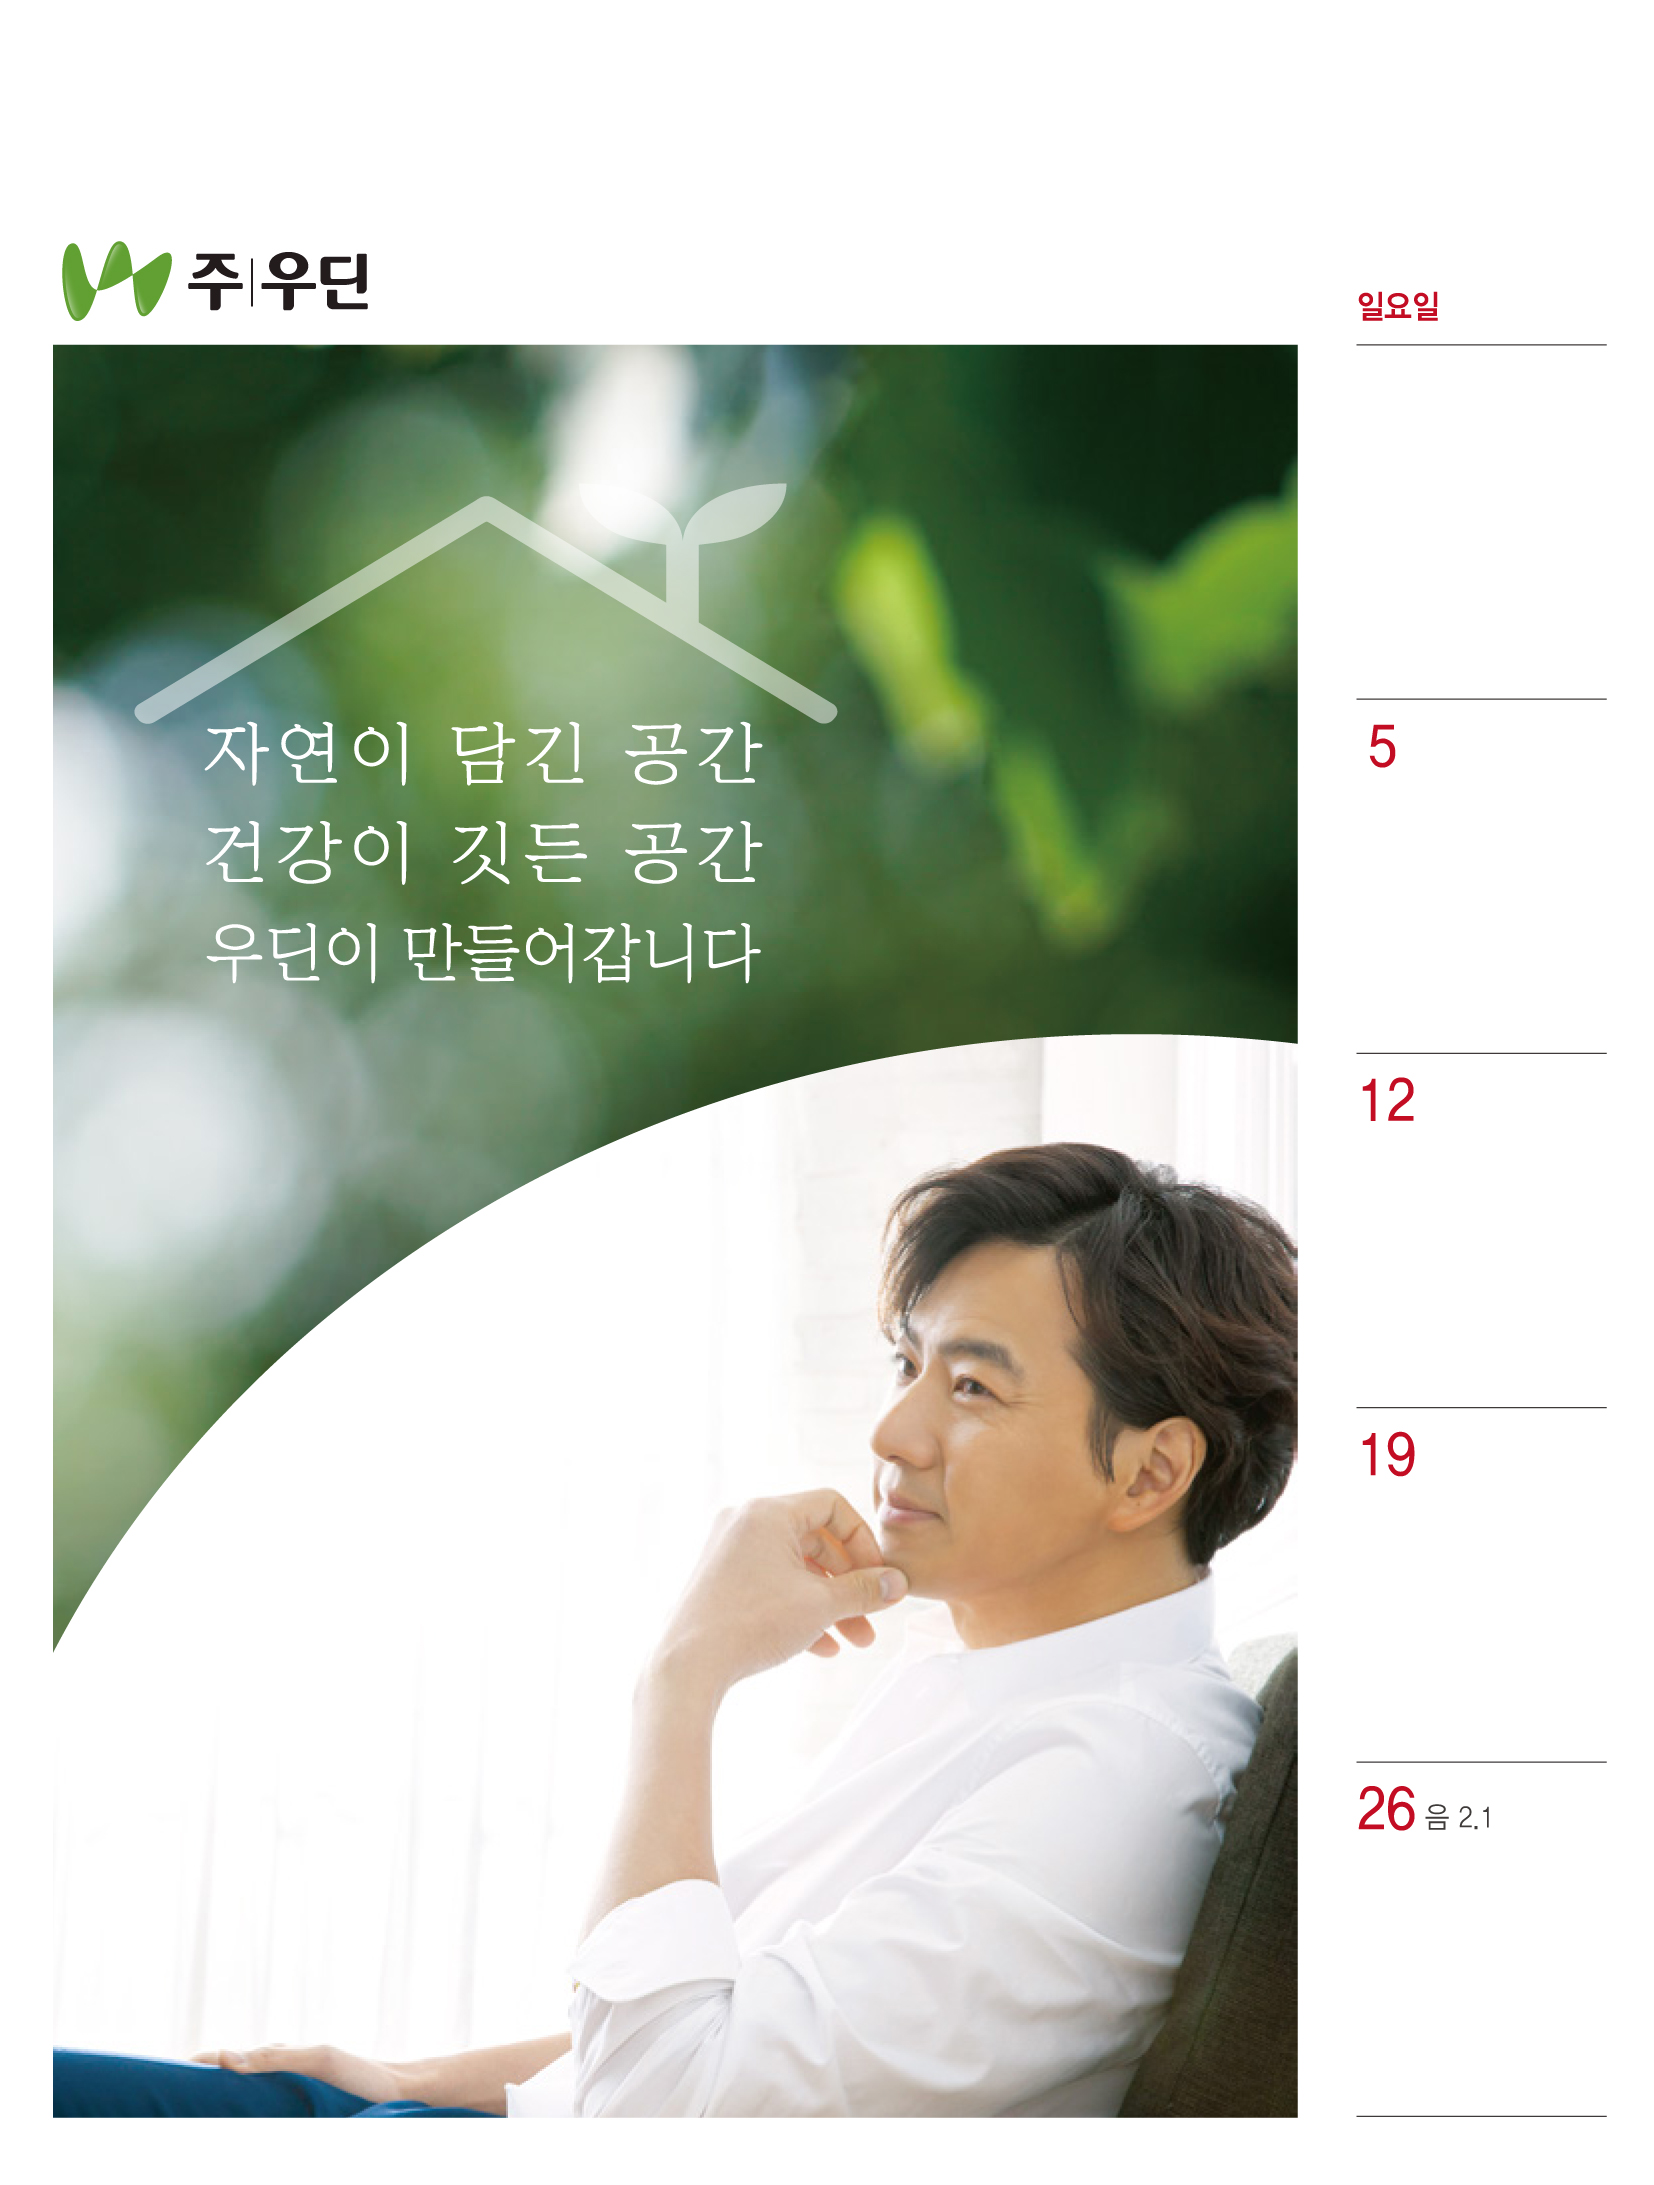 주|우딘
일요일
자연이 담긴 공간
건강이 깃든 공간
우딘이 만들어갑니다
5
12
19
26 음 2.1